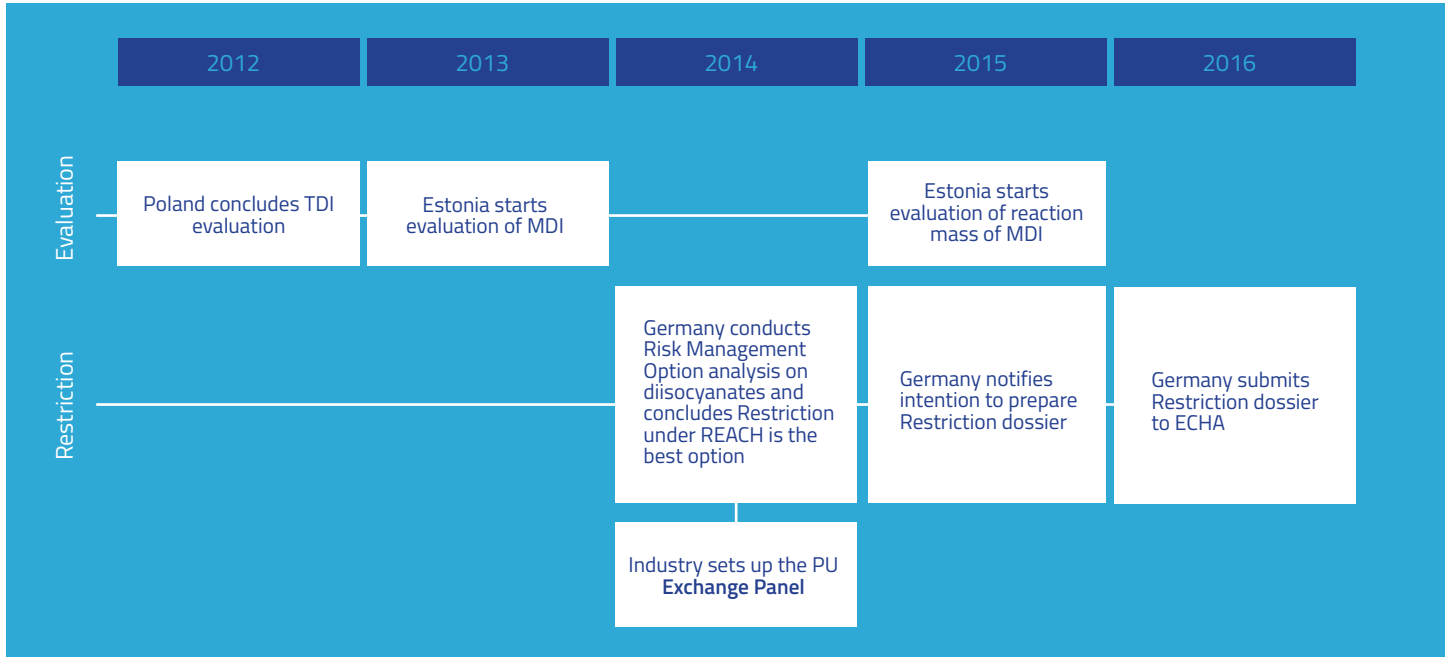 2012
2013
2014
2015
2016
Evaluation
Poland concludes TDI
evaluation
Estonia starts
evaluation of MDI
Estonia starts
evaluation of reaction
mass of MDI
Restriction
Germany conducts
Risk Management
Option analysis on
diisocyanates and
concludes Restriction
under REACH is the
best option
Germany notifies
intention to prepare
Restriction dossier
Germany submits
Restriction dossier
to ECHA
Industry sets up the PU
Exchange Panel